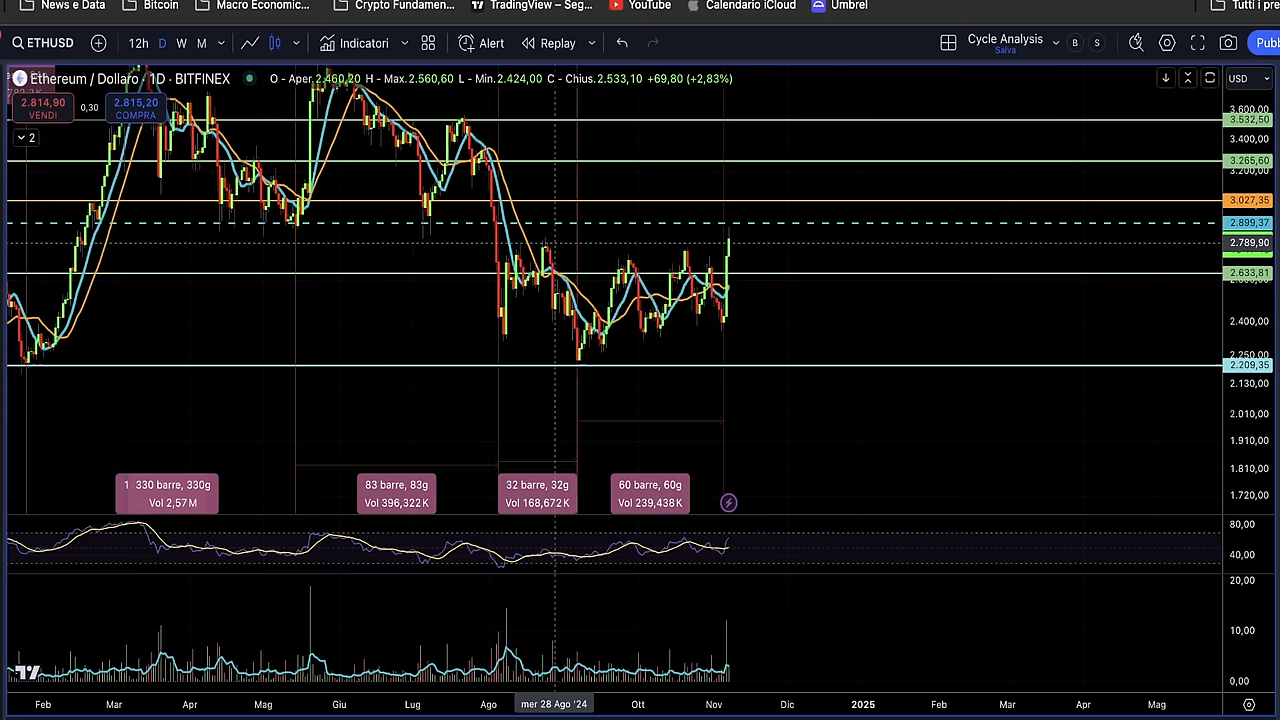 News e Data Bitcoin Macro Economic... Crypto Fundamen... TradingView – Seg... YouTube Calendario iCloud Umbrel Tutti i pre
ETHUSD 12h D W M Indicatori Alert Replay Cycle Analysis Salva B S Pubb
Ethereum / Dollaro 1D · BITFINEX O - Aper.2.460,20 H - Max.2.560,60 L - Min.2.424,00 C - Chius.2.533,10 +69,80 (+2,83%) USD
2.814,90 0,30 2.815,20
VENDI COMPRA
2
3.600,00
3.532,50
3.400,00
3.265,60
3.200,00
3.027,35
2.899,37
2.789,90
2.633,81
2.400,00
2.250,00
2.209,35
2.130,00
2.010,00
1.910,00
1.810,00
1 330 barre, 330g 83 barre, 83g 32 barre, 32g 60 barre, 60g
Vol 2,57M Vol 396,322K Vol 168,672K Vol 239,438K
1.720,00
80,00
40,00
20,00
10,00
0,00
Feb Mar Apr Mag Giu Lug Ago mer 28 Ago '24 Ott Nov Dic 2025 Feb Mar Apr Mag